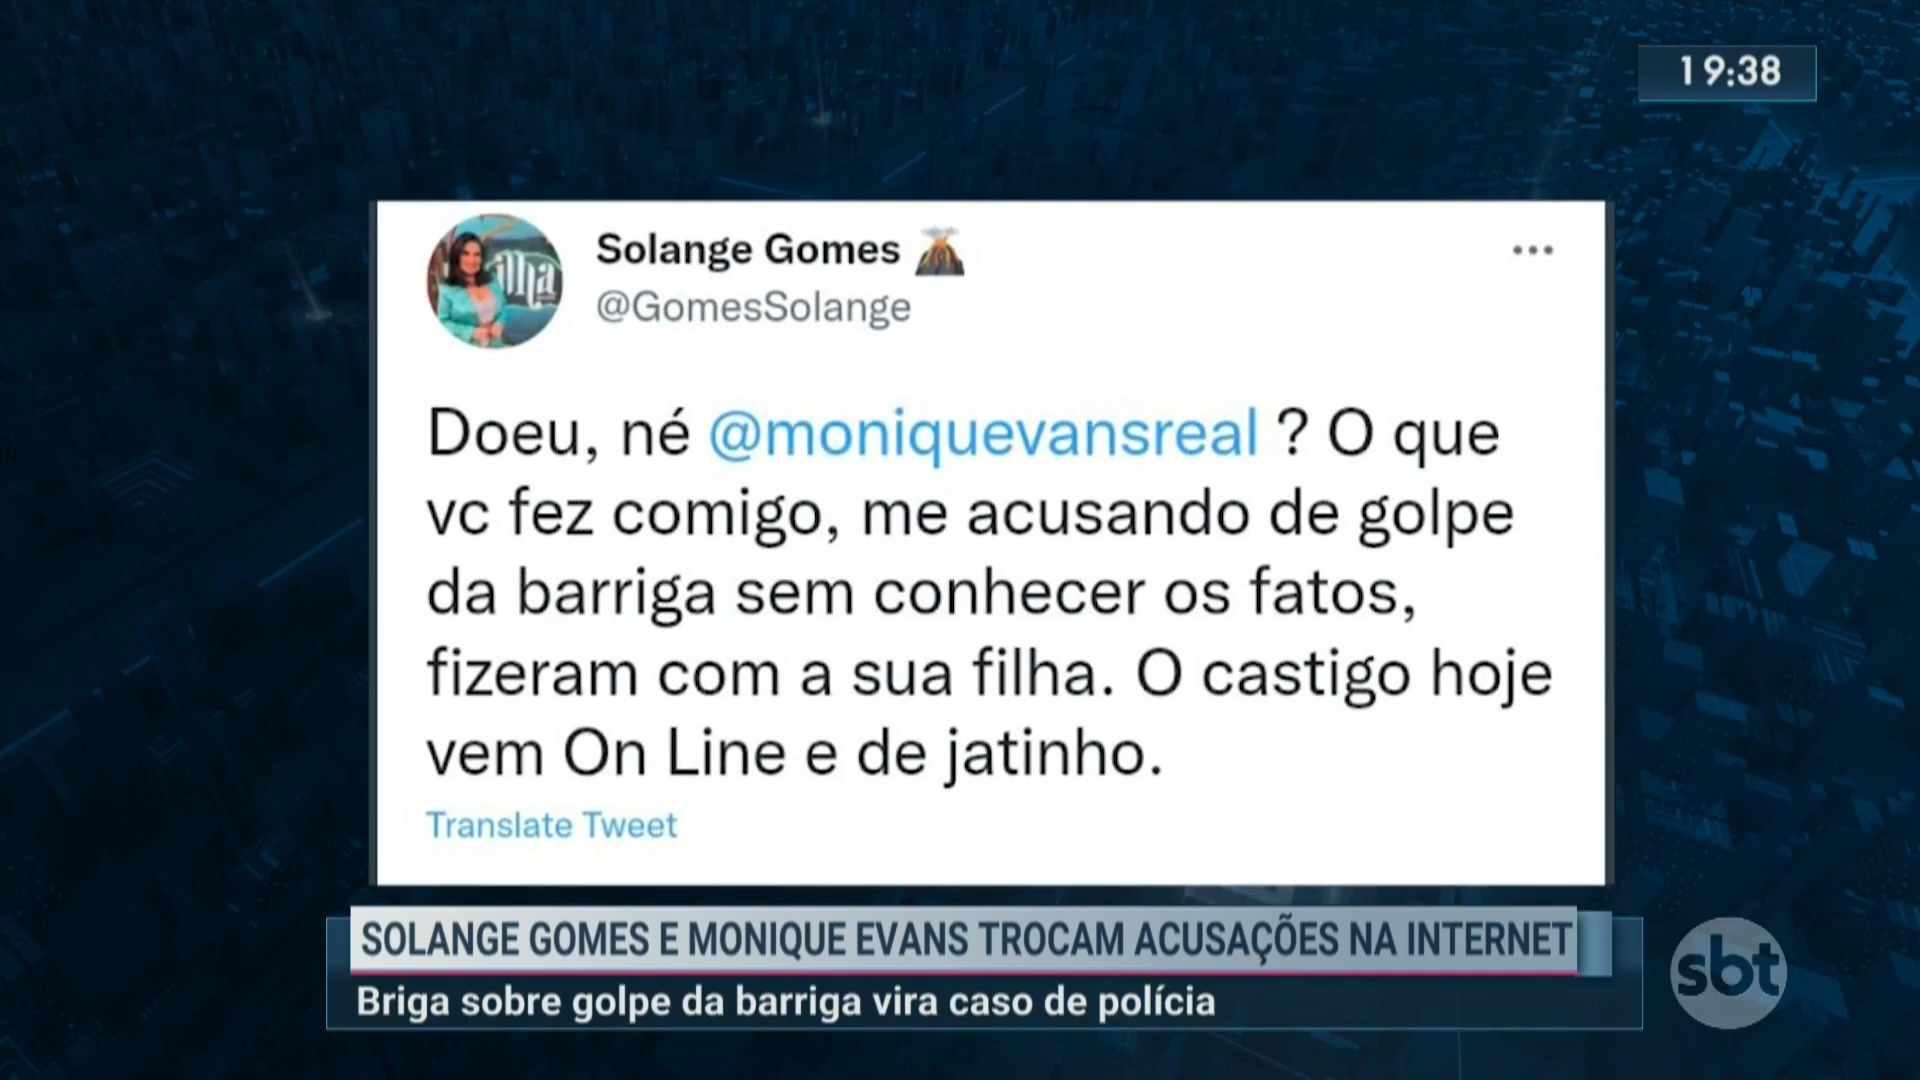 19:38
Solange Gomes 🌋
@GomesSolange
Doeu, né @moniquevansreal ? O que
vc fez comigo, me acusando de golpe
da barriga sem conhecer os fatos,
fizeram com a sua filha. O castigo hoje
vem On Line e de jatinho.
Translate Tweet
SOLANGE GOMES E MONIQUE EVANS TROCAM ACUSAÇÕES NA INTERNET
Briga sobre golpe da barriga vira caso de polícia
sbt